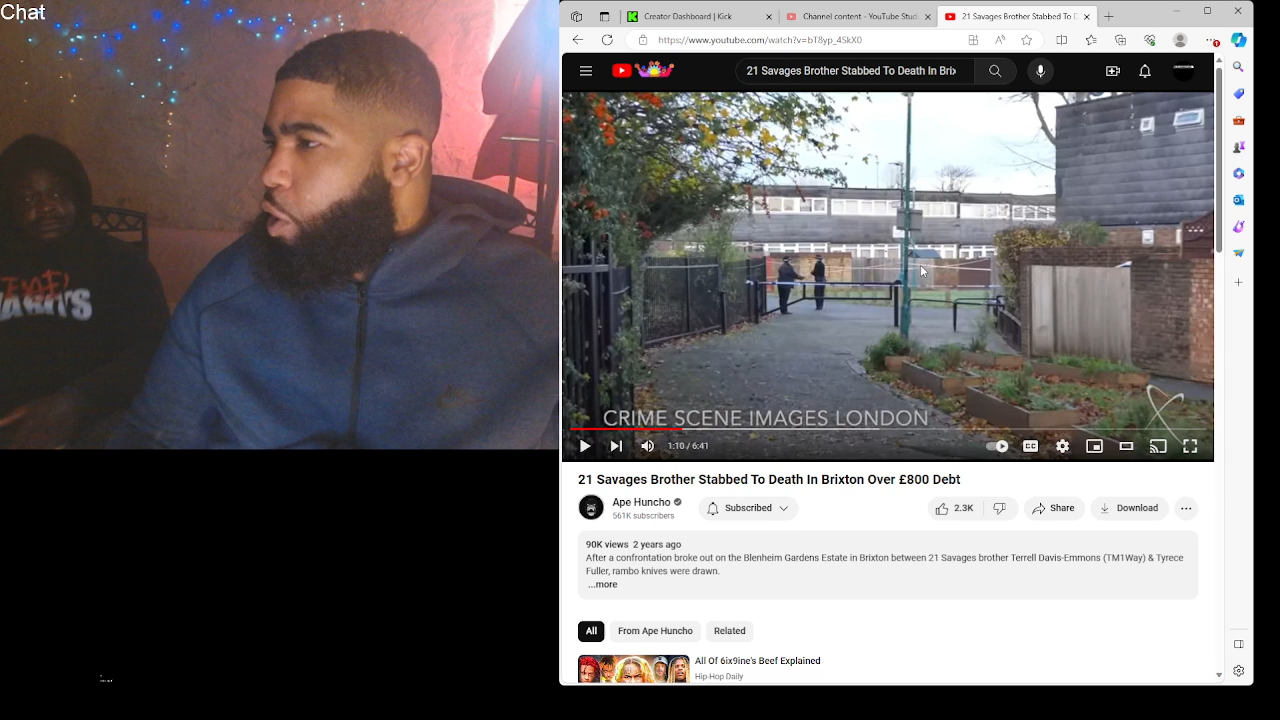 Chat
Creator Dashboard | Kick
Channel content - YouTube Stud
21 Savages Brother Stabbed To D
https://www.youtube.com/watch?v=bT8yp_4SkX0
21 Savages Brother Stabbed To Death In Brix
CRIME SCENE IMAGES LONDON
1:10 / 6:41
CC
21 Savages Brother Stabbed To Death In Brixton Over £800 Debt
Ape Huncho
561K subscribers
Subscribed
2.3K
Share
Download
90K views 2 years ago
After a confrontation broke out on the Blenheim Gardens Estate in Brixton between 21 Savages brother Terrell Davis-Emmons (TM1Way) & Tyrece
Fuller, rambo knives were drawn.
...more
All
From Ape Huncho
Related
All Of 6ix9ine's Beef Explained
Hip-Hop Daily